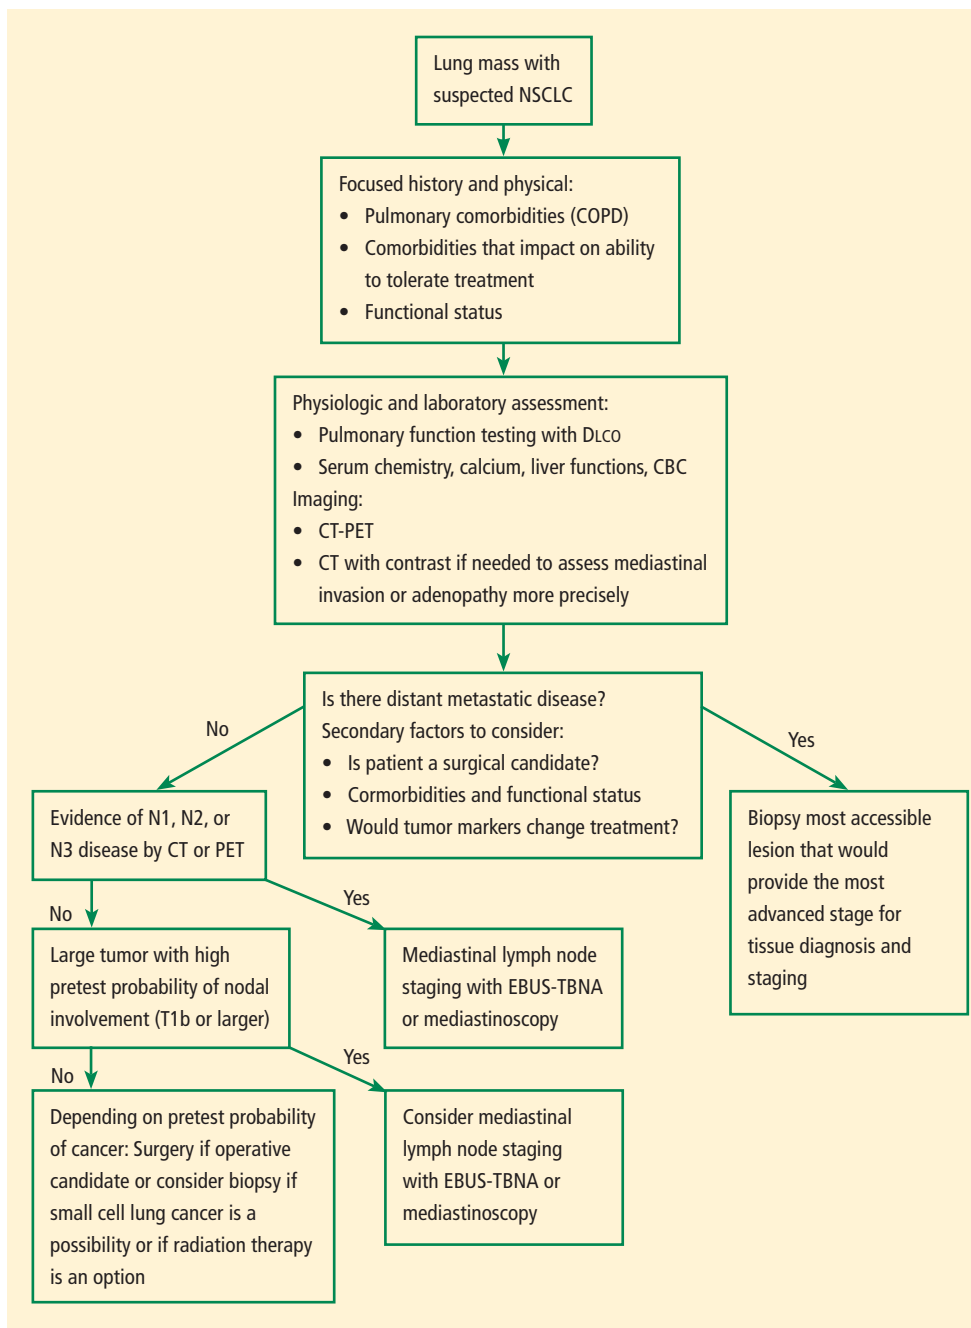 Lung mass with
suspected NSCLC
Focused history and physical:
• Pulmonary comorbidities (COPD)
• Comorbidities that impact on ability
to tolerate treatment
• Functional status
Physiologic and laboratory assessment:
• Pulmonary function testing with DLCO
• Serum chemistry, calcium, liver functions, CBC
Imaging:
• CT-PET
• CT with contrast if needed to assess mediastinal
invasion or adenopathy more precisely
Is there distant metastatic disease?
Secondary factors to consider:
• Is patient a surgical candidate?
• Cormorbidities and functional status
• Would tumor markers change treatment?
No
Yes
Evidence of N1, N2, or
N3 disease by CT or PET
Biopsy most accessible
lesion that would
provide the most
advanced stage for
tissue diagnosis and
staging
No
Yes
Large tumor with high
pretest probability of nodal
involvement (T1b or larger)
Mediastinal lymph node
staging with EBUS-TBNA
or mediastinoscopy
No
Yes
Depending on pretest probability
of cancer: Surgery if operative
candidate or consider biopsy if
small cell lung cancer is a
possibility or if radiation therapy
is an option
Consider mediastinal
lymph node staging
with EBUS-TBNA or
mediastinoscopy